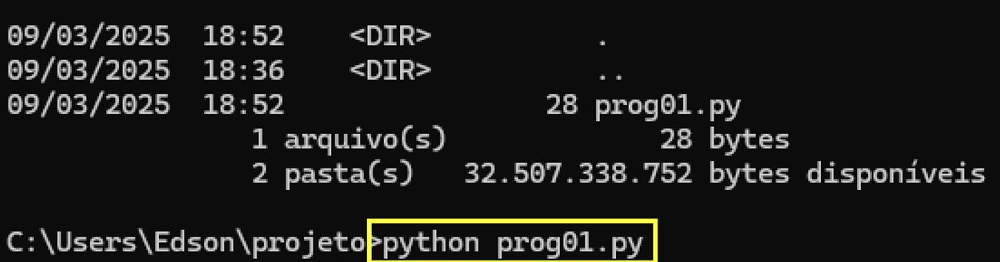 09/03/2025  18:52    <DIR>          .
09/03/2025  18:36    <DIR>          ..
09/03/2025  18:52                28 prog01.py
               1 arquivo(s)             28 bytes
               2 pasta(s)   32.507.338.752 bytes disponíveis
C:\Users\Edson\projeto>python prog01.py